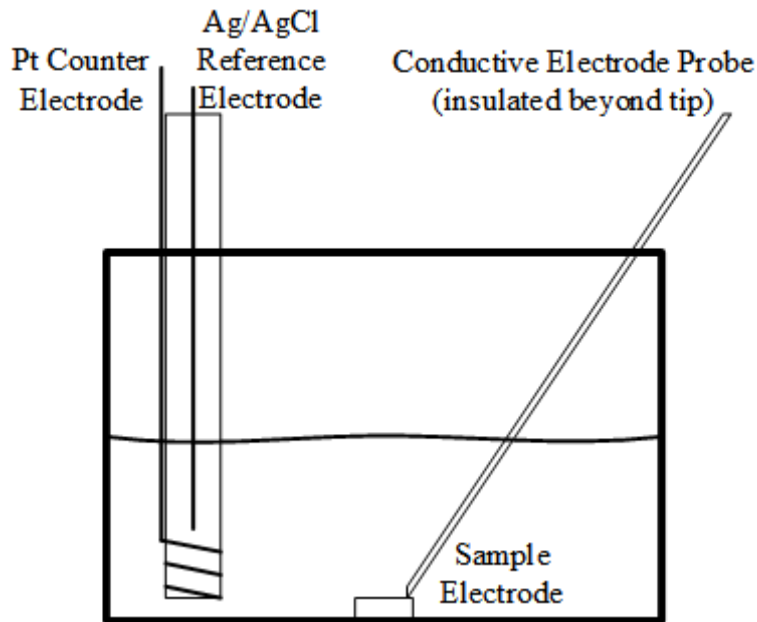 Pt Counter
Electrode
Ag/AgCl
Reference
Electrode
Conductive Electrode Probe
(insulated beyond tip)
Sample
Electrode